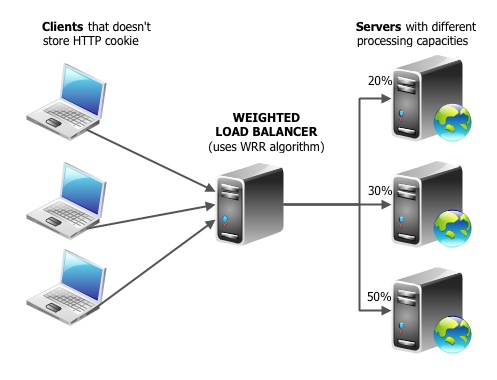 Clients that doesn't
store HTTP cookie
Servers with different
processing capacities
WEIGHTED
LOAD BALANCER
(uses WRR algorithm)
20%
30%
50%